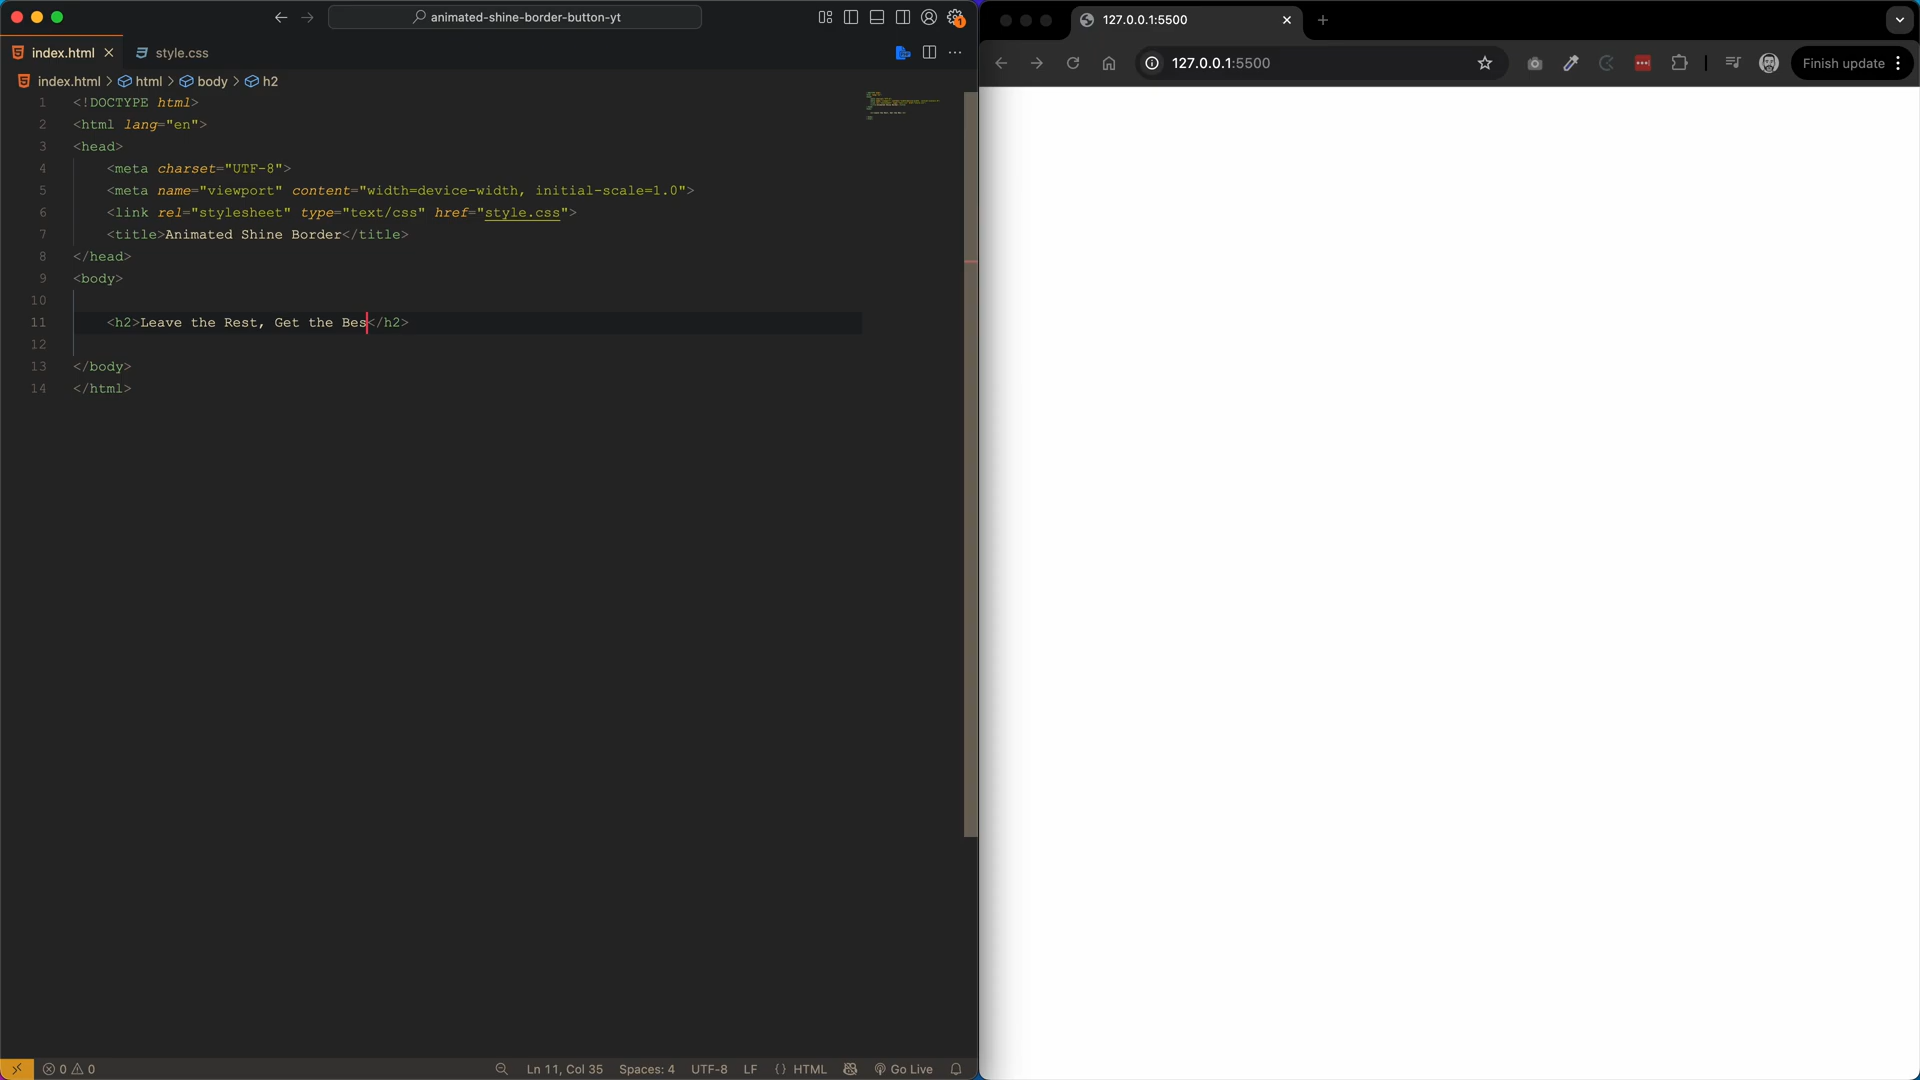 animated-shine-border-button-yt
1
index.html
style.css
index.html > html > body > h2
1 <!DOCTYPE html>
2 <html lang="en">
3 <head>
4 <meta charset="UTF-8">
5 <meta name="viewport" content="width=device-width, initial-scale=1.0">
6 <link rel="stylesheet" type="text/css" href="style.css">
7 <title>Animated Shine Border</title>
8 </head>
9 <body>
10
11 <h2>Leave the Rest, Get the Bes</h2>
12
13 </body>
14 </html>
0 0
Ln 11, Col 35
Spaces: 4
UTF-8
LF
{} HTML
Go Live
127.0.0.1:5500
127.0.0.1:5500
Finish update